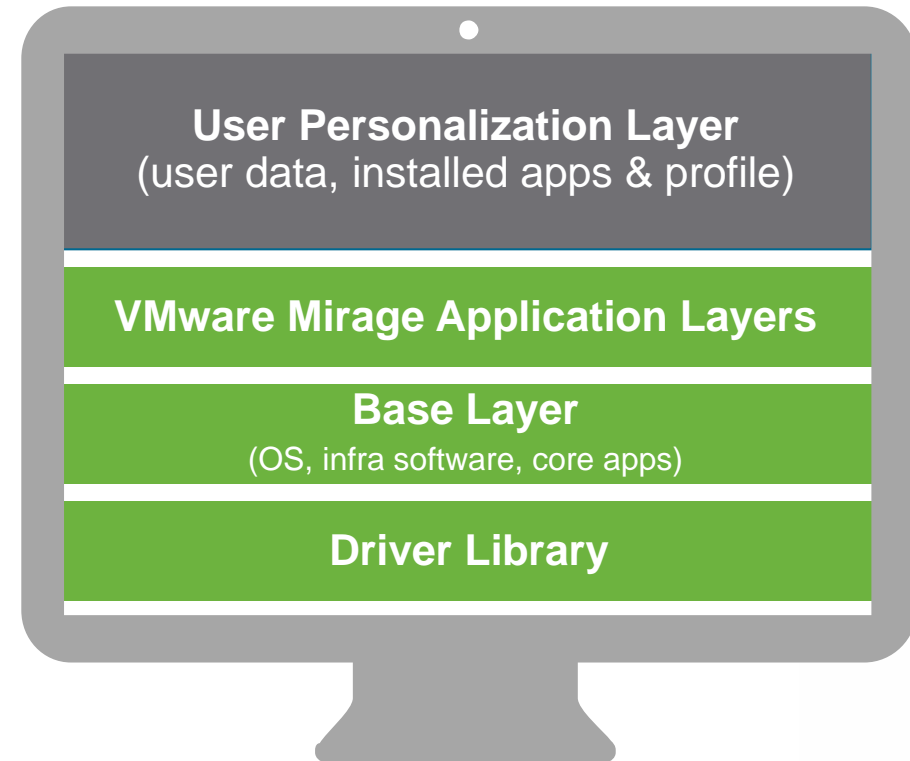 User Personalization Layer
(user data, installed apps & profile)
VMware Mirage Application Layers
Base Layer
(OS, infra software, core apps)
Driver Library